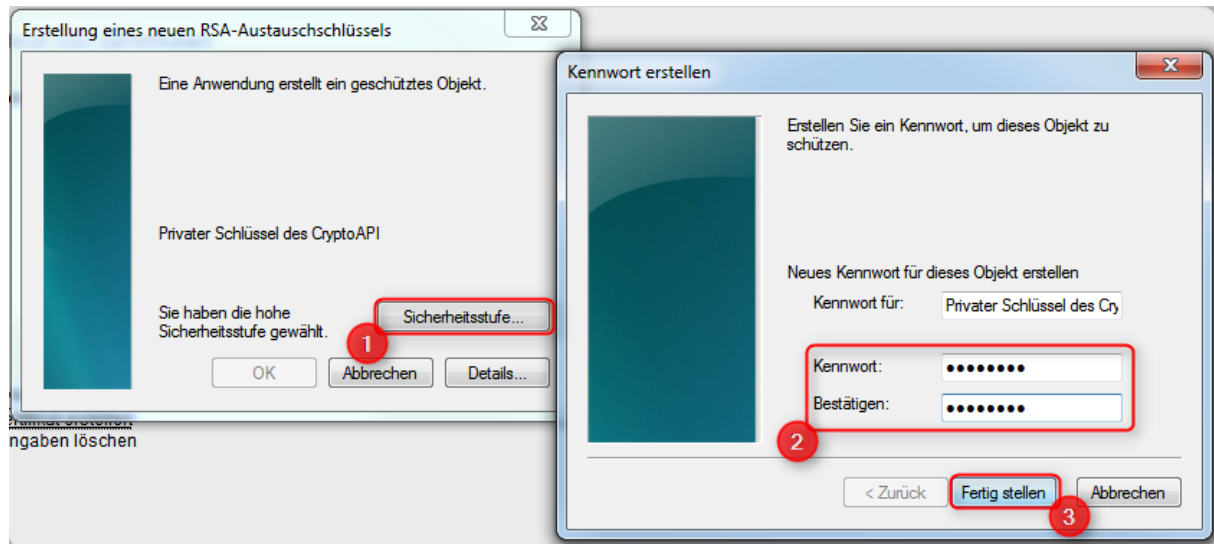 Erstellung eines neuen RSA-Austauschschlüssels
Eine Anwendung erstellt ein geschütztes Objekt.
Privater Schlüssel des CryptoAPI
Sie haben die hohe
Sicherheitsstufe gewählt.
Sicherheitsstufe...
1
OK
Abbrechen
Details...
ertifikat erstellen
ngaben löschen
Kennwort erstellen
Erstellen Sie ein Kennwort, um dieses Objekt zu
schützen.
Neues Kennwort für dieses Objekt erstellen
Kennwort für:
Privater Schlüssel des Cry
Kennwort:
●●●●●●●●
Bestätigen:
●●●●●●●●
2
< Zurück
Fertig stellen
Abbrechen
3